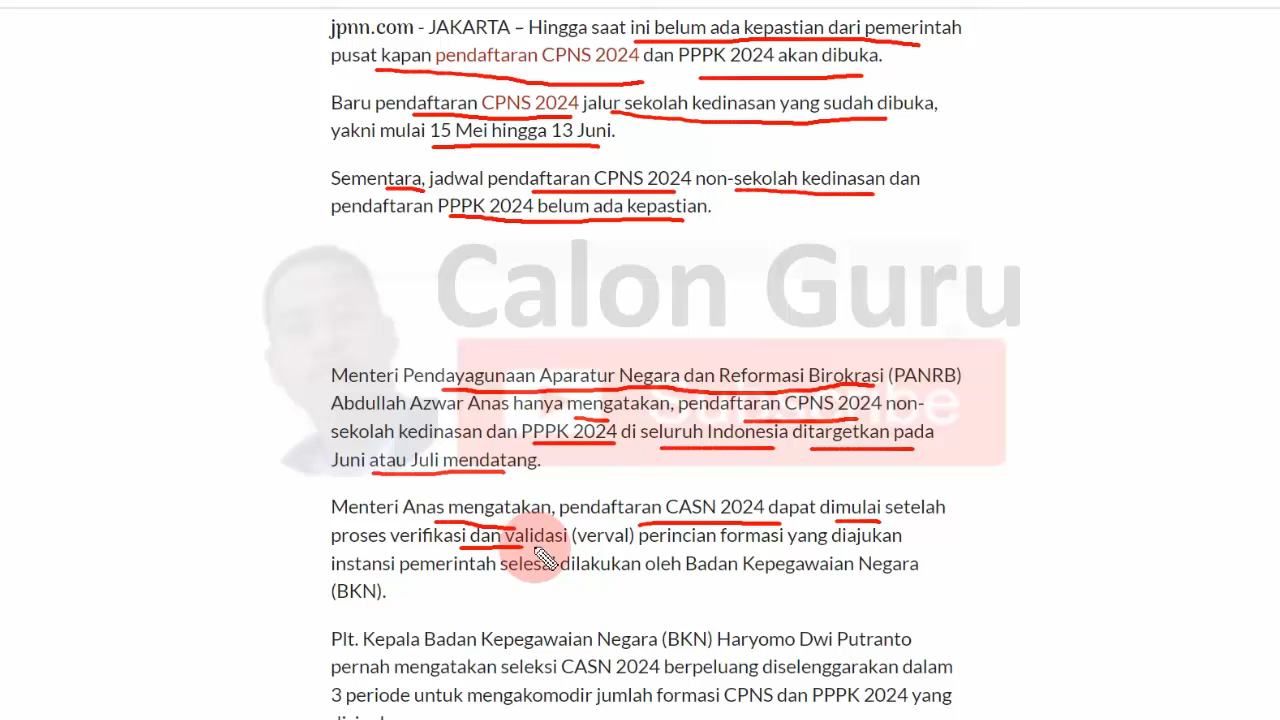 jpnn.com - JAKARTA – Hingga saat ini belum ada kepastian dari pemerintah
pusat kapan pendaftaran CPNS 2024 dan PPPK 2024 akan dibuka.
Baru pendaftaran CPNS 2024 jalur sekolah kedinasan yang sudah dibuka,
yakni mulai 15 Mei hingga 13 Juni.
Sementara, jadwal pendaftaran CPNS 2024 non-sekolah kedinasan dan
pendaftaran PPPK 2024 belum ada kepastian.
Calon Guru
Subscribe
Menteri Pendayagunaan Aparatur Negara dan Reformasi Birokrasi (PANRB)
Abdullah Azwar Anas hanya mengatakan, pendaftaran CPNS 2024 non-
sekolah kedinasan dan PPPK 2024 di seluruh Indonesia ditargetkan pada
Juni atau Juli mendatang.
Menteri Anas mengatakan, pendaftaran CASN 2024 dapat dimulai setelah
proses verifikasi dan validasi (verval) perincian formasi yang diajukan
instansi pemerintah selesai dilakukan oleh Badan Kepegawaian Negara
(BKN).
Plt. Kepala Badan Kepegawaian Negara (BKN) Haryomo Dwi Putranto
pernah mengatakan seleksi CASN 2024 berpeluang diselenggarakan dalam
3 periode untuk mengakomodir jumlah formasi CPNS dan PPPK 2024 yang